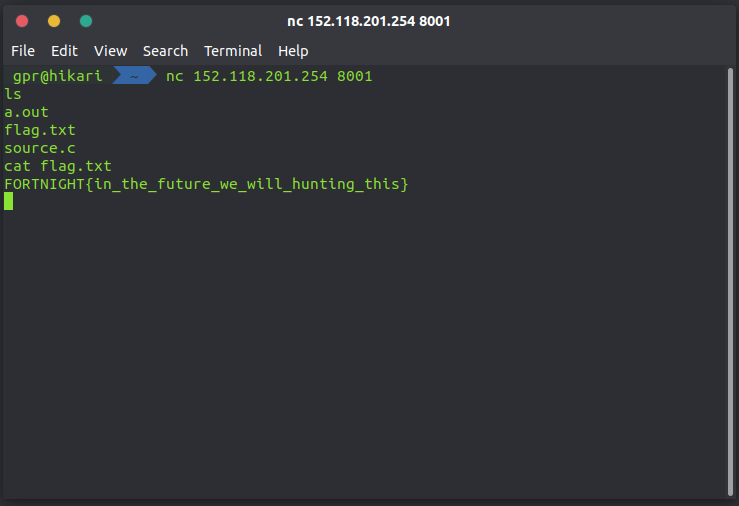 nc 152.118.201.254 8001
File Edit View Search Terminal Help
gpr@hikari ~ nc 152.118.201.254 8001
ls
a.out
flag.txt
source.c
cat flag.txt
FORTNIGHT{in_the_future_we_will_hunting_this}